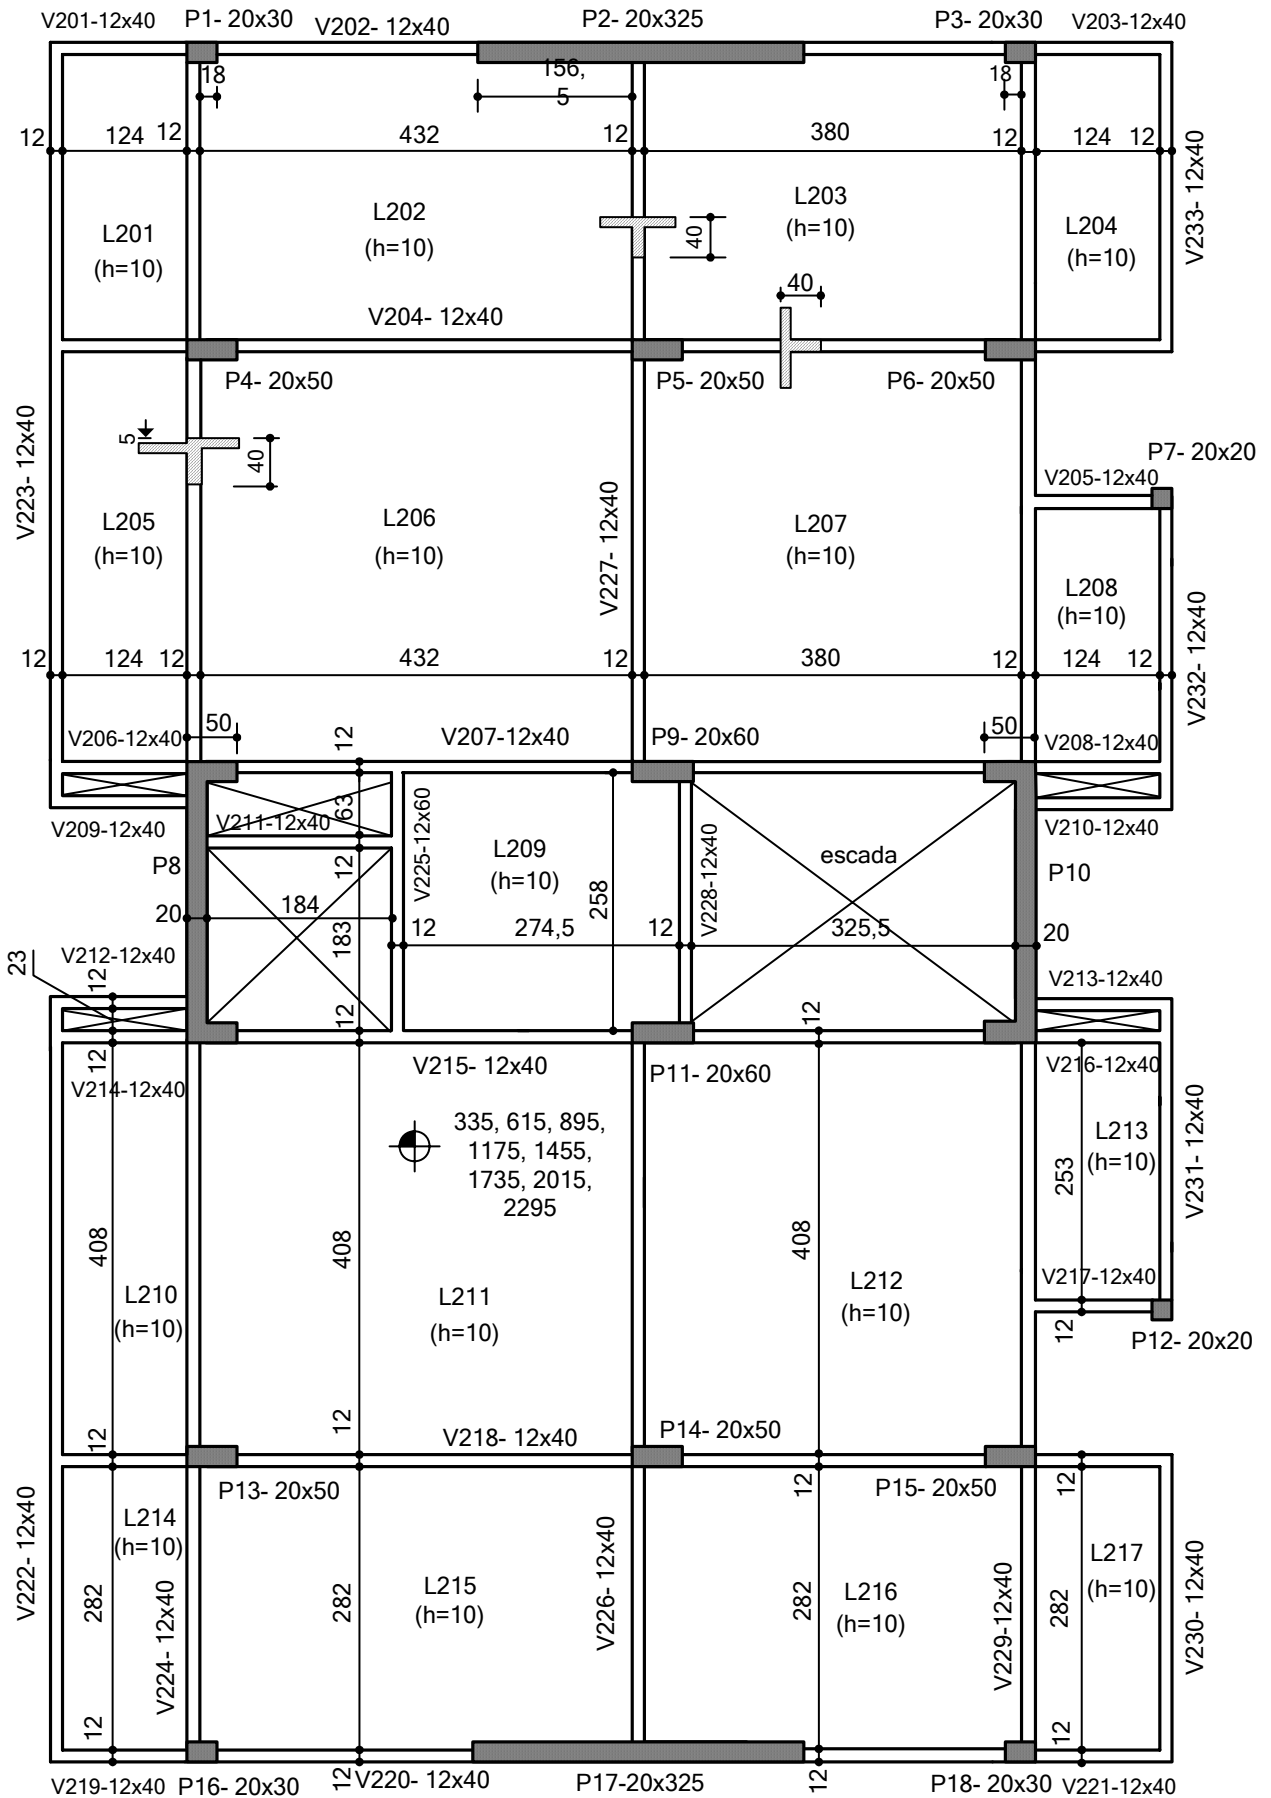 V201-12x40
P1- 20x30
V202- 12x40
P2- 20x325
P3- 20x30
V203-12x40
18
156,
5
18
12
124
12
432
12
380
12
124
12
V233- 12x40
L201
(h=10)
L202
(h=10)
40
L203
(h=10)
L204
(h=10)
40
V204- 12x40
P4- 20x50
P5- 20x50
P6- 20x50
V223- 12x40
5
40
P7- 20x20
V205-12x40
L205
(h=10)
L206
(h=10)
V227- 12x40
L207
(h=10)
L208
(h=10)
V232- 12x40
12
124
12
432
12
380
12
124
12
V206-12x40
50
12
V207-12x40
P9- 20x60
50
V208-12x40
V209-12x40
63
V211-12x40
V225-12x60
V210-12x40
P8
12
L209
(h=10)
V228-12x40
escada
P10
258
20
184
183
12
274,5
12
325,5
20
23
V212-12x40
12
12
12
V213-12x40
12
V214-12x40
V215- 12x40
P11- 20x60
V216-12x40
335, 615, 895,
1175, 1455,
1735, 2015,
2295
L213
(h=10)
253
V231- 12x40
408
408
408
L210
(h=10)
L211
(h=10)
L212
(h=10)
V217-12x40
12
P12- 20x20
12
12
V218- 12x40
P14- 20x50
P13- 20x50
12
P15- 20x50
12
V222- 12x40
L214
(h=10)
V226- 12x40
L217
(h=10)
V230- 12x40
282
V224- 12x40
282
L215
(h=10)
282
L216
(h=10)
V229-12x40
282
12
12
V219-12x40
P16- 20x30
12
V220- 12x40
P17-20x325
12
P18- 20x30
V221-12x40